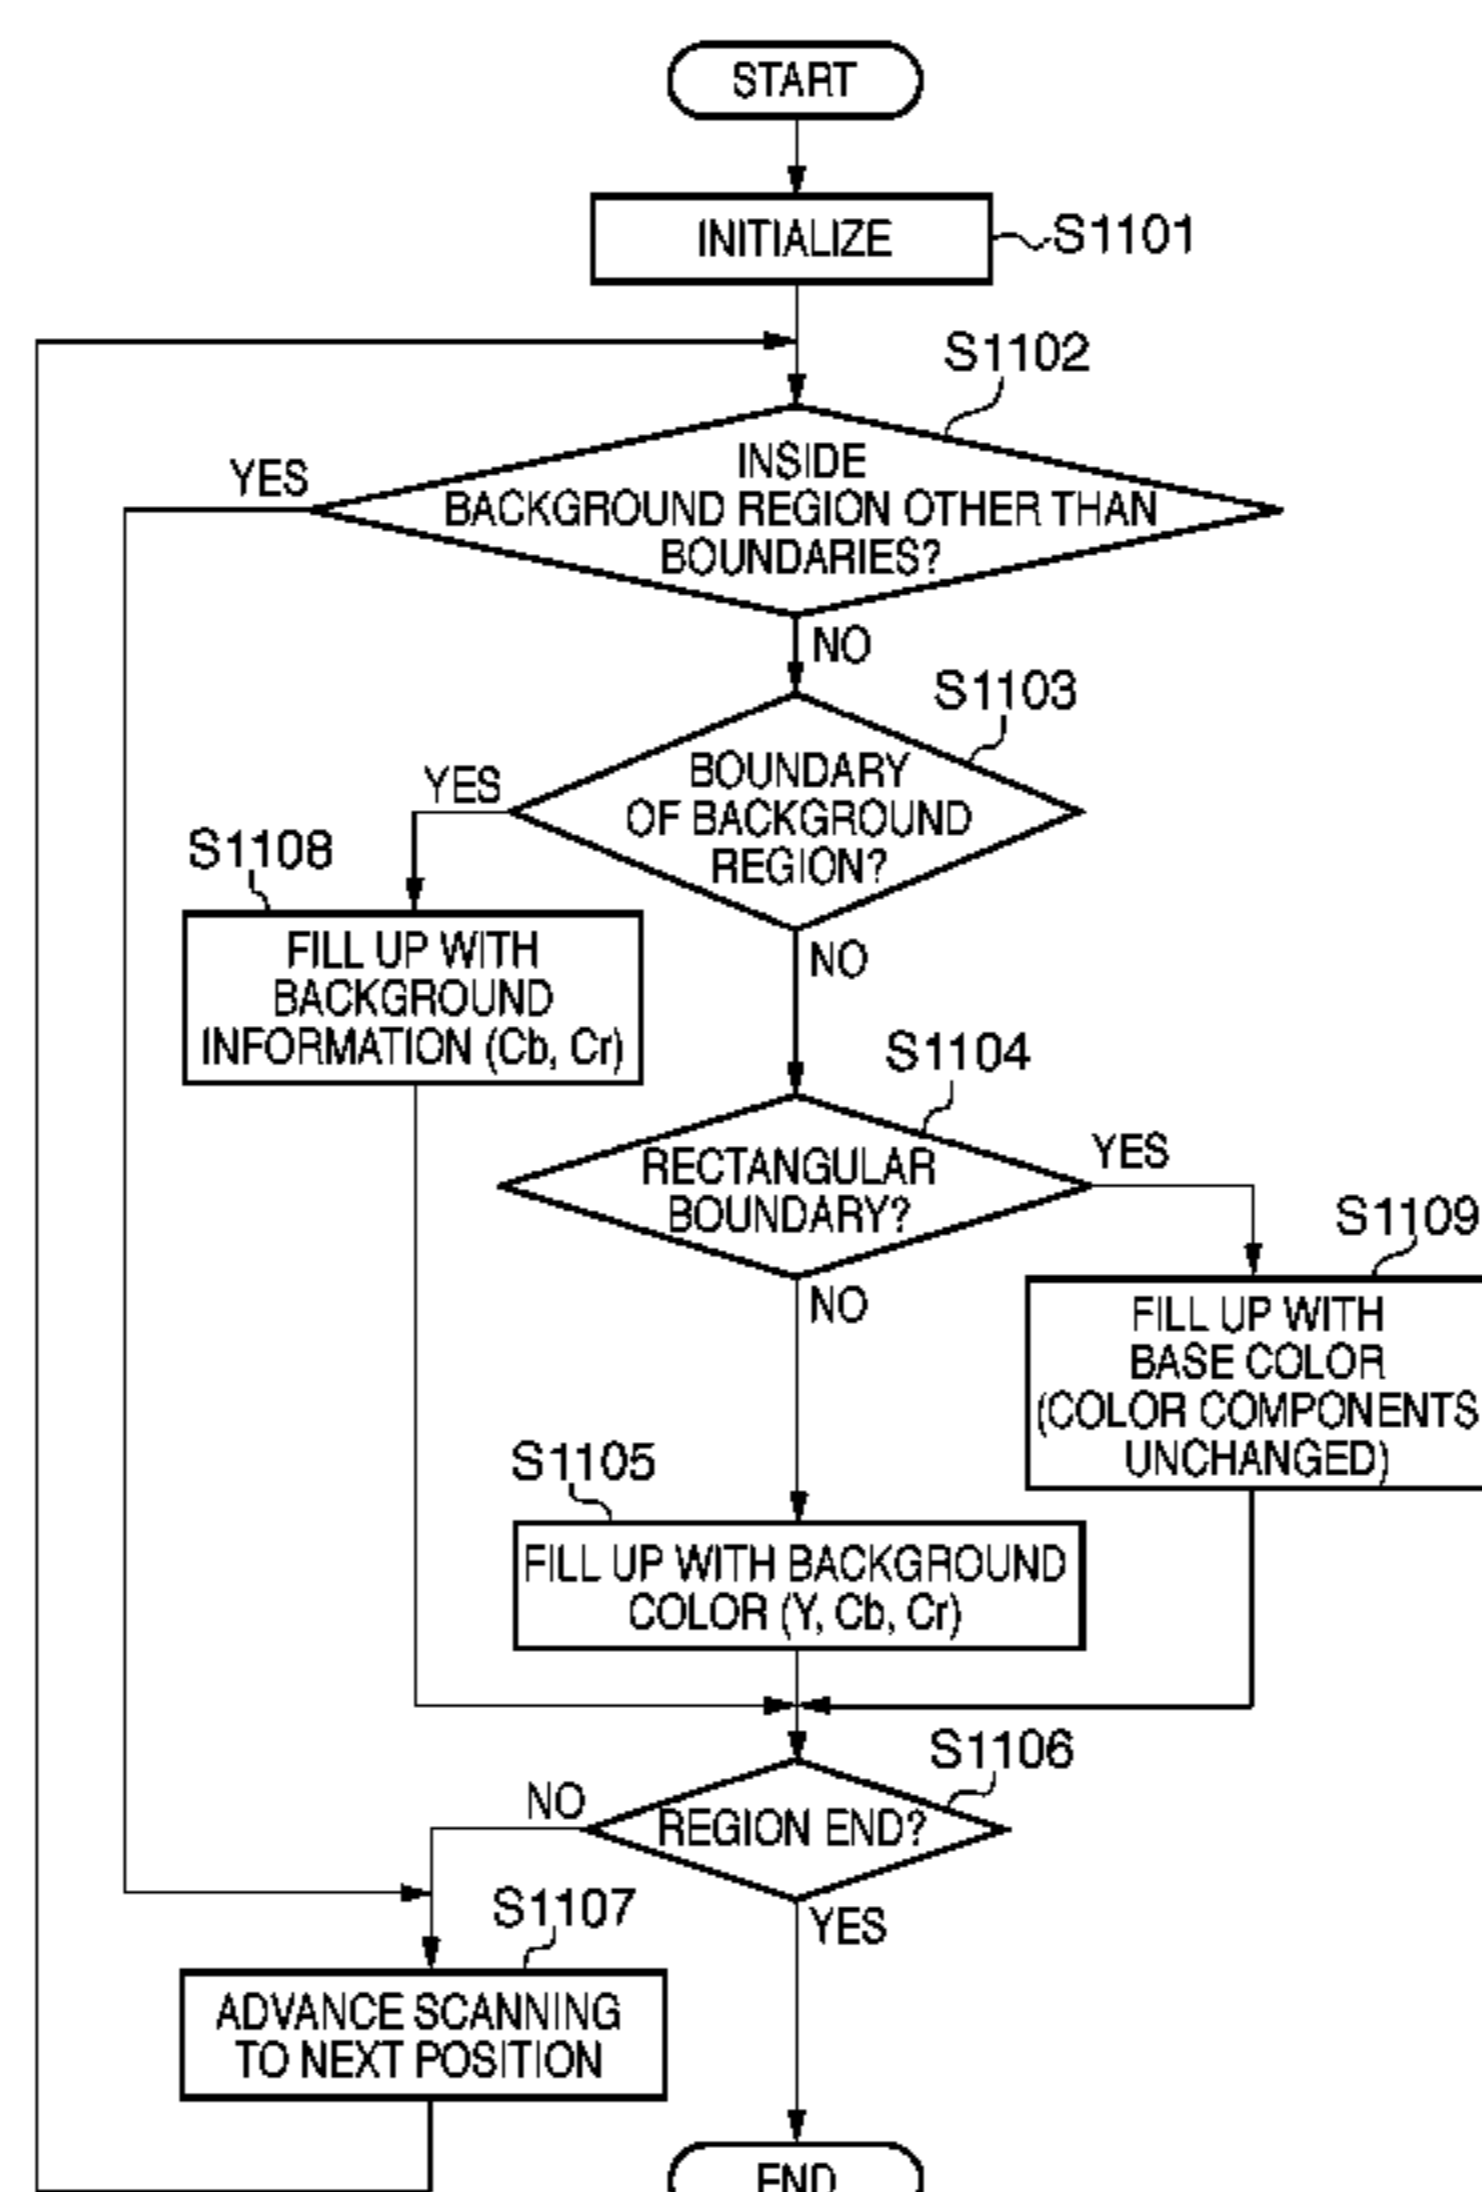 START
INITIALIZE
S1101
S1102
INSIDE
BACKGROUND REGION OTHER THAN
BOUNDARIES?
YES
NO
S1103
BOUNDARY
OF BACKGROUND
REGION?
YES
NO
S1108
FILL UP WITH
BACKGROUND
INFORMATION (Cb, Cr)
S1104
RECTANGULAR
BOUNDARY?
YES
NO
S1109
FILL UP WITH
BASE COLOR
(COLOR COMPONENTS
UNCHANGED)
S1105
FILL UP WITH BACKGROUND
COLOR (Y, Cb, Cr)
S1106
REGION END?
NO
YES
S1107
ADVANCE SCANNING
TO NEXT POSITION
END